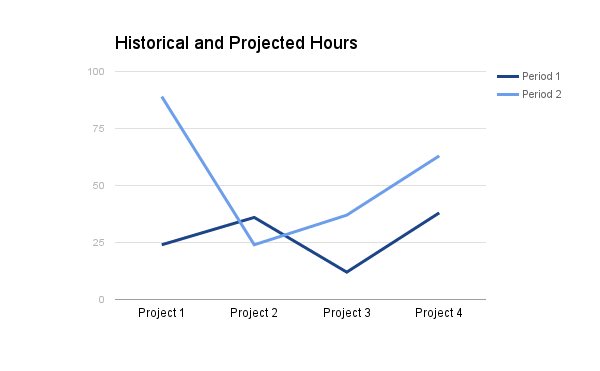 Historical and Projected Hours
100
75
50
25
0
Project 1
Project 2
Project 3
Project 4
Period 1
Period 2